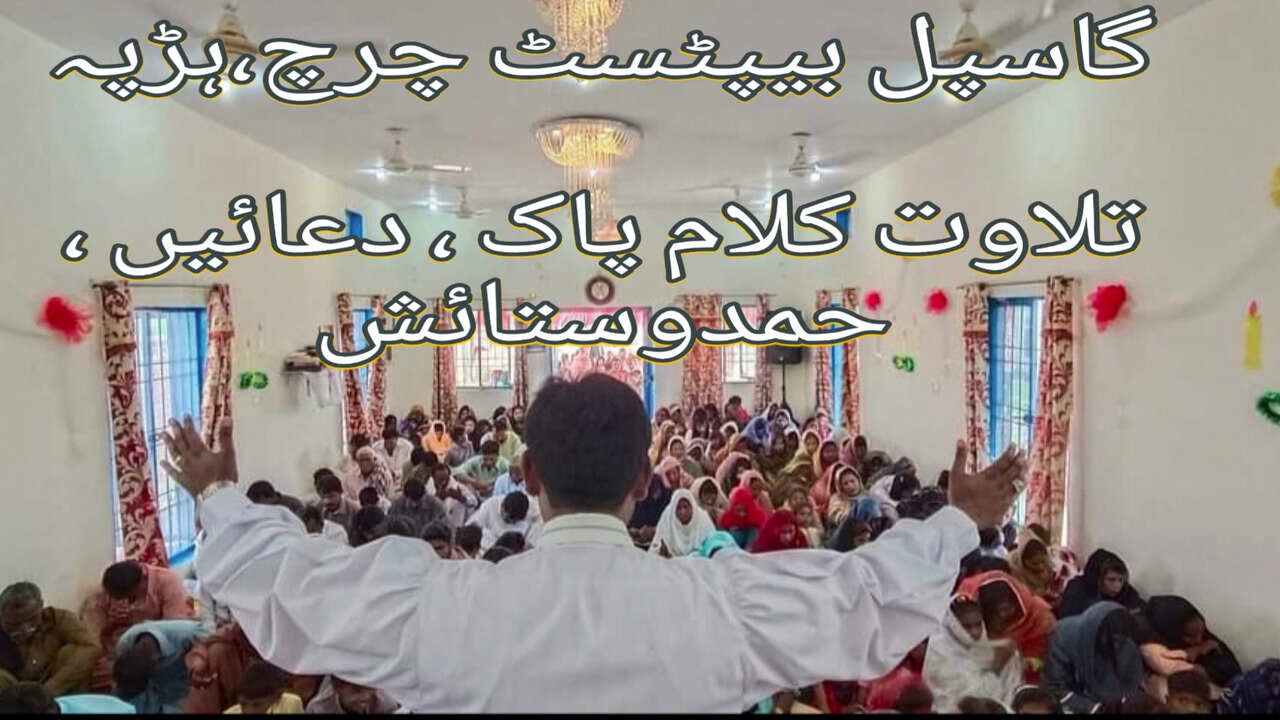 گاسپل بیپٹسٹ چرچ،ہڑپہ
تلاوت کلام پاک ، دعائیں ،
حمدوستائش